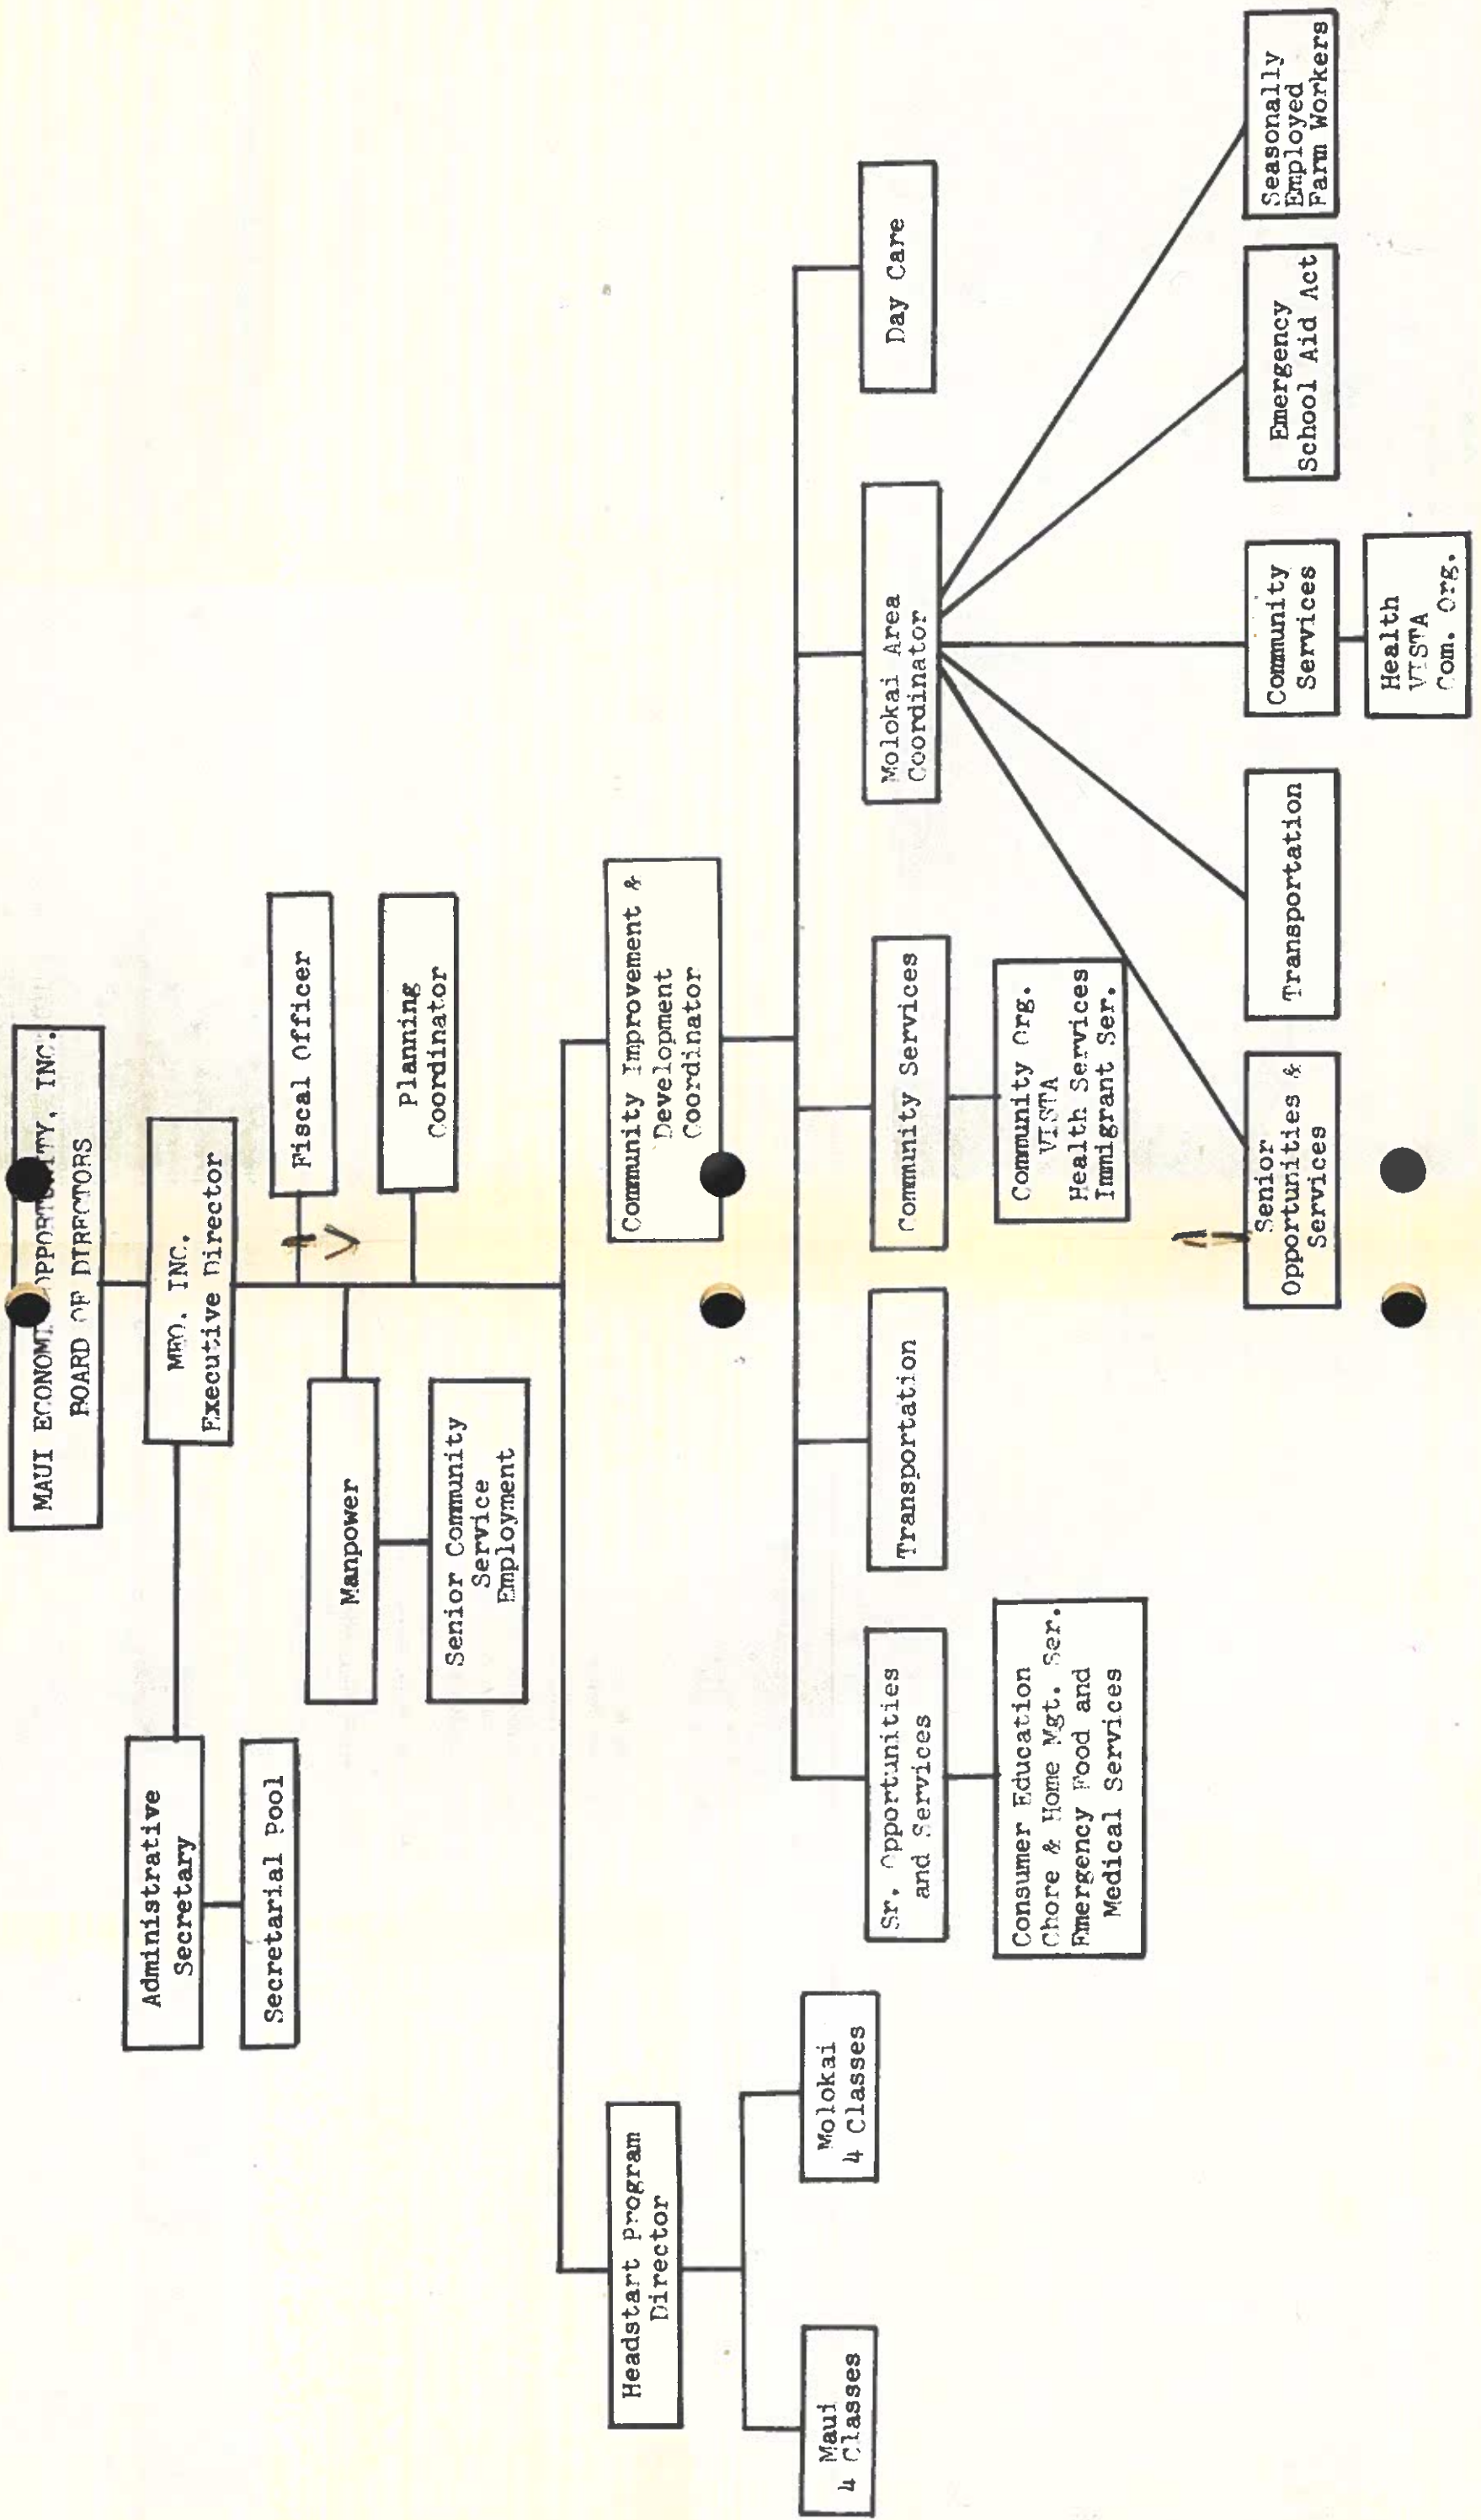 MAUI ECONOMIC OPPORTUNITY, INC.
BOARD OF DIRECTORS
MEO. INC.
Executive Director
Administrative
Secretary
Secretarial Pool
Fiscal Officer
Planning
Coordinator
Manpower
Senior Community
Service
Employment
Headstart Program
Director
Maui
4 Classes
Molokai
4 Classes
Community Improvement &
Development
Coordinator
Sr. Opportunities
and Services
Consumer Education
Chore & Home Mgt. Ser.
Emergency Food and
Medical Services
Transportation
Community Services
Community Org.
VISTA
Health Services
Immigrant Ser.
Molokai Area
Coordinator
Day Care
Senior
Opportunities &
Services
Transportation
Community
Services
Health
VISTA
Com. Org.
Emergency
School Aid Act
Seasonally
Employed
Farm Workers